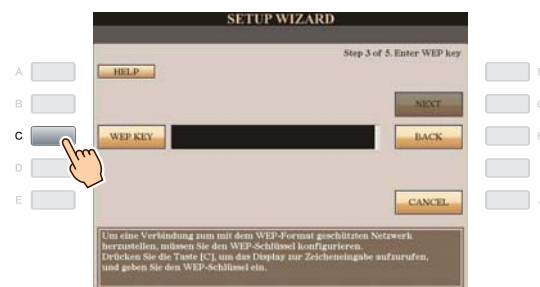 SETUP WIZARD
Step 3 of 5. Enter WEP key
A
HELP
B
NEXT
C
WEP KEY
BACK
D
E
CANCEL
Um eine Verbindung zum mit dem WEP-Format geschützten Netzwerk
herzustellen, müssen Sie den WEP-Schlüssel konfigurieren.
Drücken Sie die Taste [C], um das Display zur Zeicheneingabe aufzurufen,
und geben Sie den WEP-Schlüssel ein.